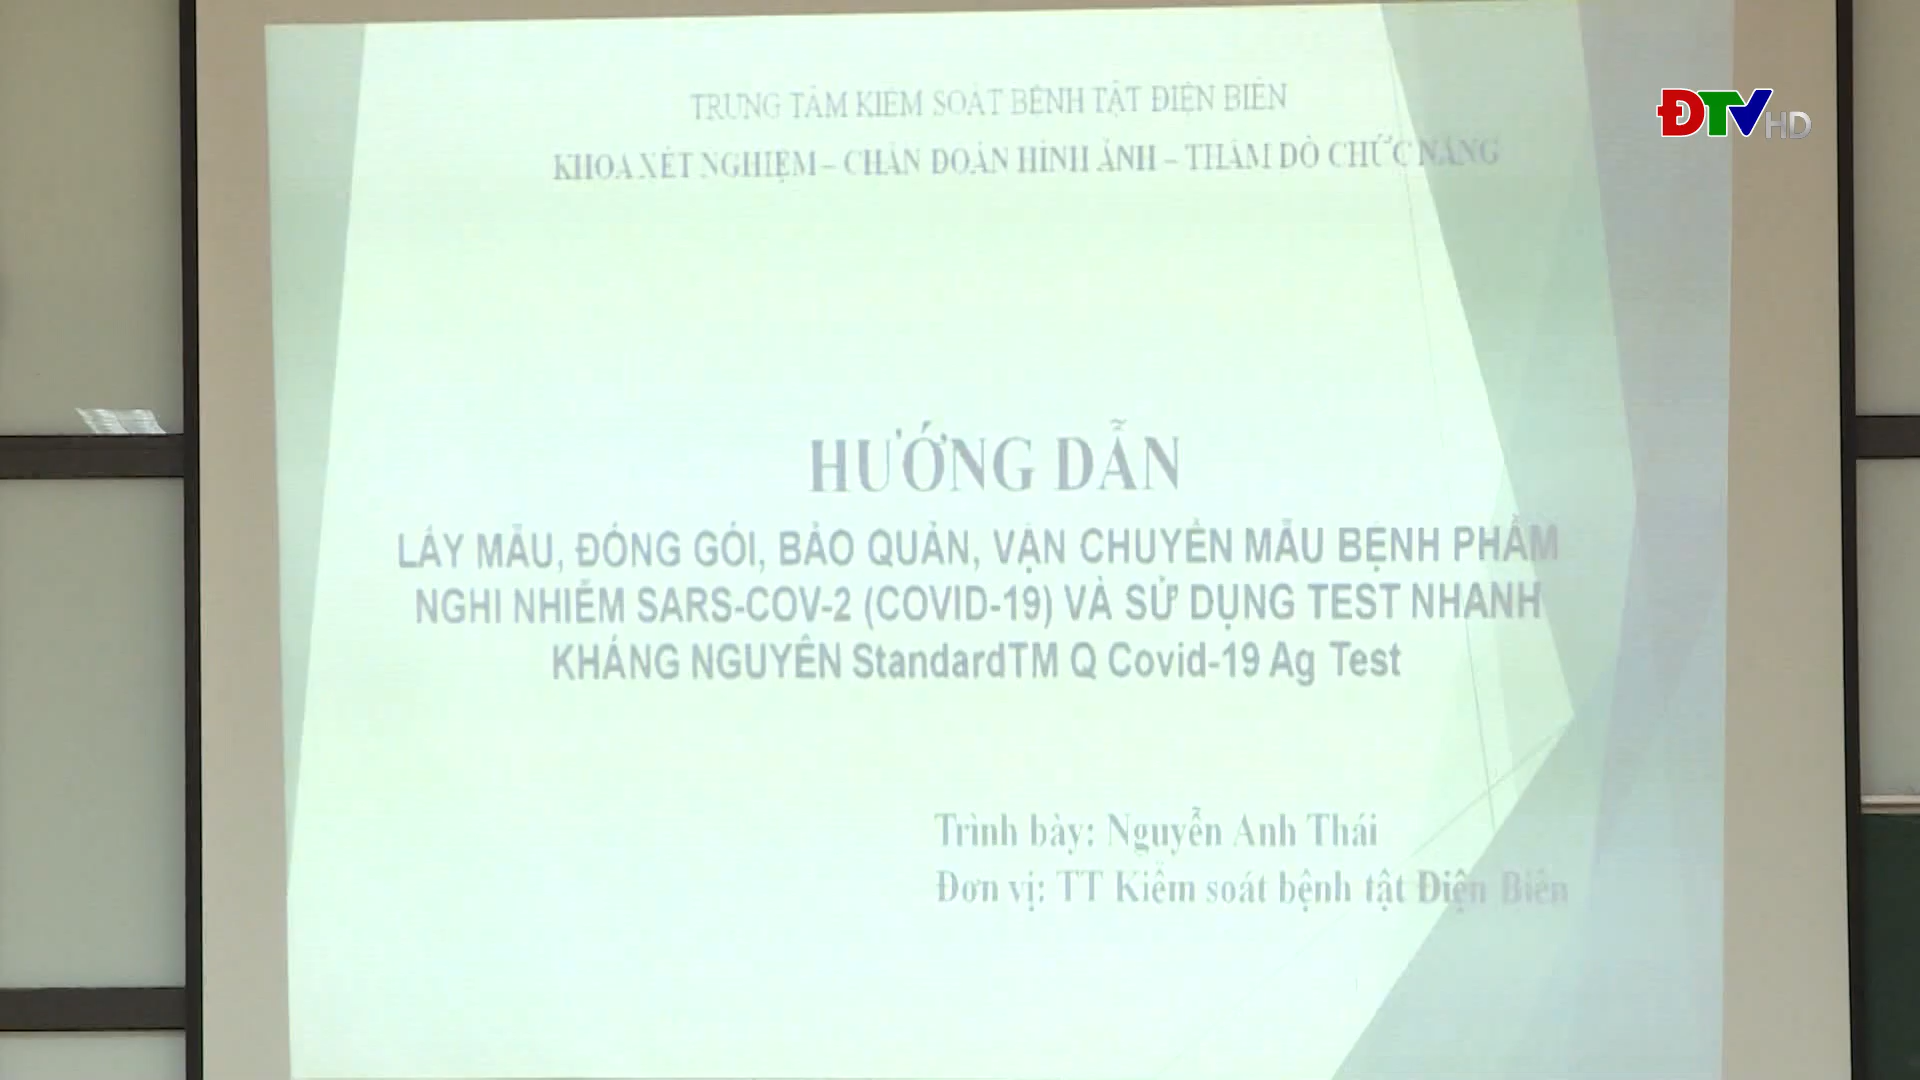 ĐTV HD
TRUNG TÂM KIỂM SOÁT BỆNH TẬT ĐIỆN BIÊN
KHOA XÉT NGHIỆM – CHẨN ĐOÁN HÌNH ẢNH – THĂM DÒ CHỨC NĂNG
HƯỚNG DẪN
LẤY MẪU, ĐÓNG GÓI, BẢO QUẢN, VẬN CHUYỂN MẪU BỆNH PHẨM
NGHI NHIỄM SARS-COV-2 (COVID-19) VÀ SỬ DỤNG TEST NHANH
KHÁNG NGUYÊN StandardTM Q Covid-19 Ag Test
Trình bày: Nguyễn Anh Thái
Đơn vị: TT Kiểm soát bệnh tật Điện Biên